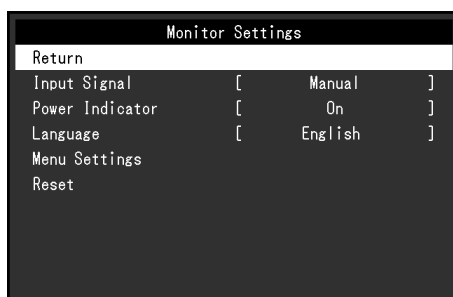 Monitor Settings
Return
Input Signal [ Manual ]
Power Indicator [ On ]
Language [ English ]
Menu Settings
Reset